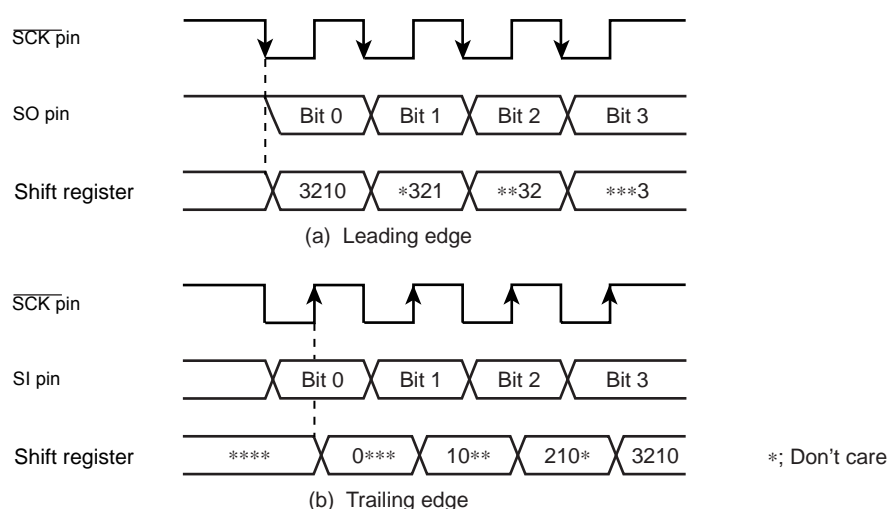 SCK pin
SO pin
Bit 0 Bit 1 Bit 2 Bit 3
Shift register
3210 *321 **32 ***3
(a) Leading edge
SCK pin
SI pin
Bit 0 Bit 1 Bit 2 Bit 3
Shift register
**** 0*** 10** 210* 3210
*; Don't care
(b) Trailing edge